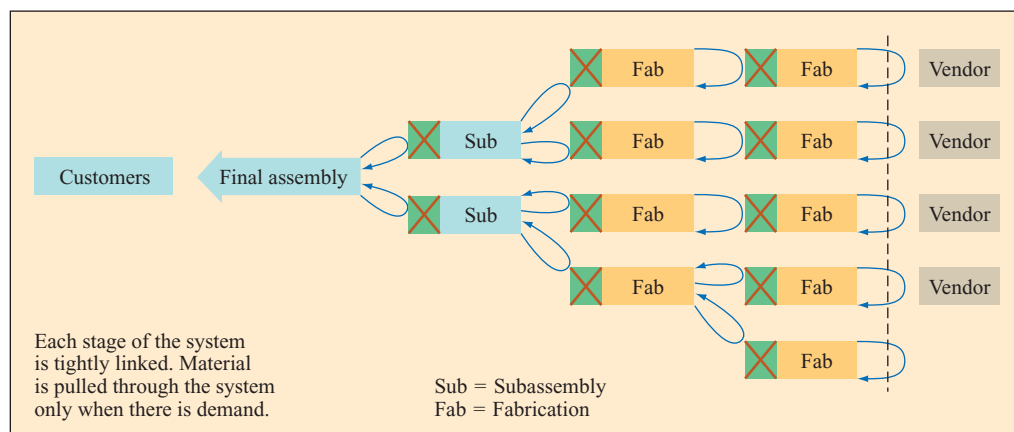 Fab
Fab
Vendor
Sub
Fab
Fab
Vendor
Customers
Final assembly
Sub
Fab
Fab
Vendor
Fab
Fab
Vendor
Fab
Each stage of the system
is tightly linked. Material
is pulled through the system
only when there is demand.
Sub = Subassembly
Fab = Fabrication